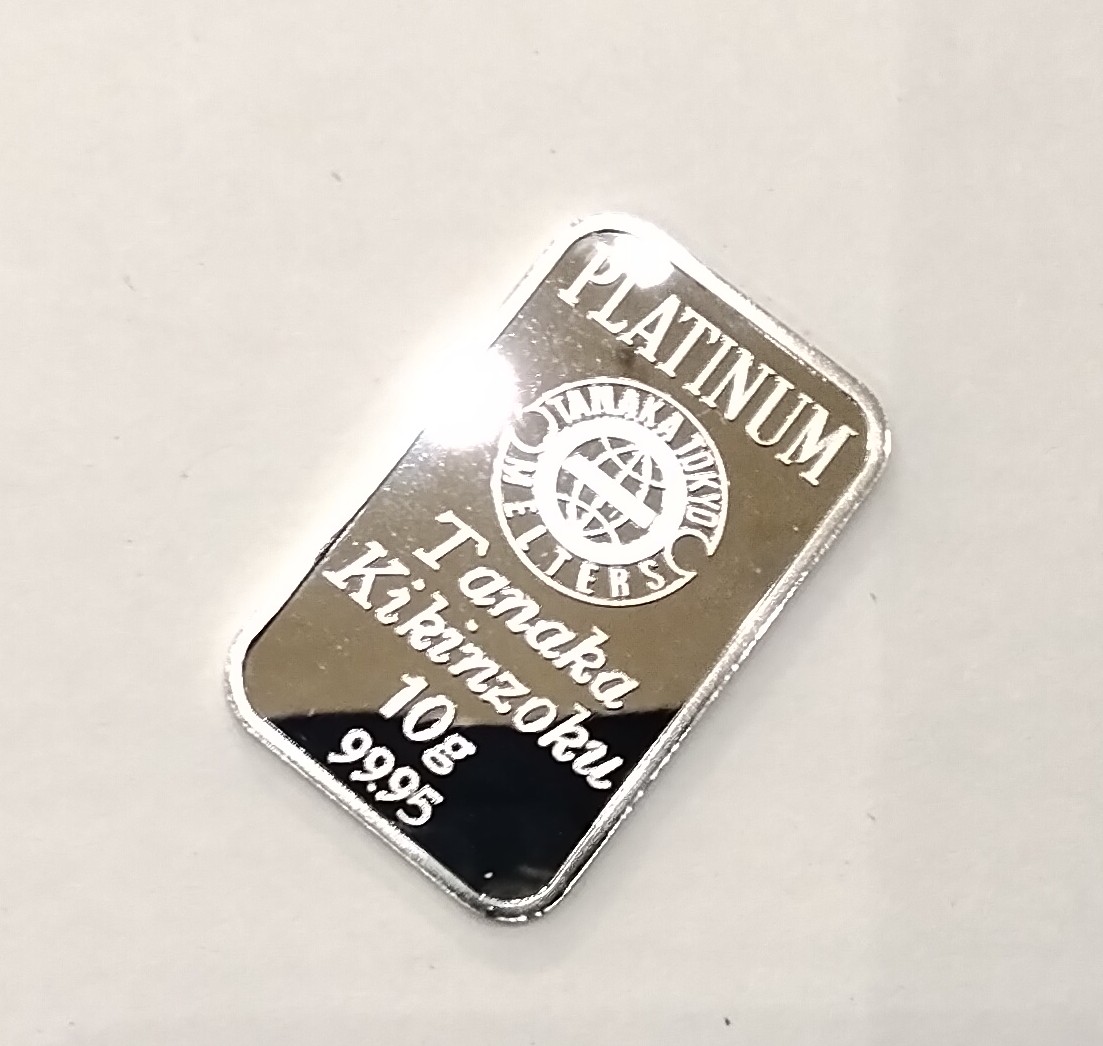 PLATINUM
TANAKA TOKYO
MELTERS
Tanaka
Kikinzoku
10g
99.95